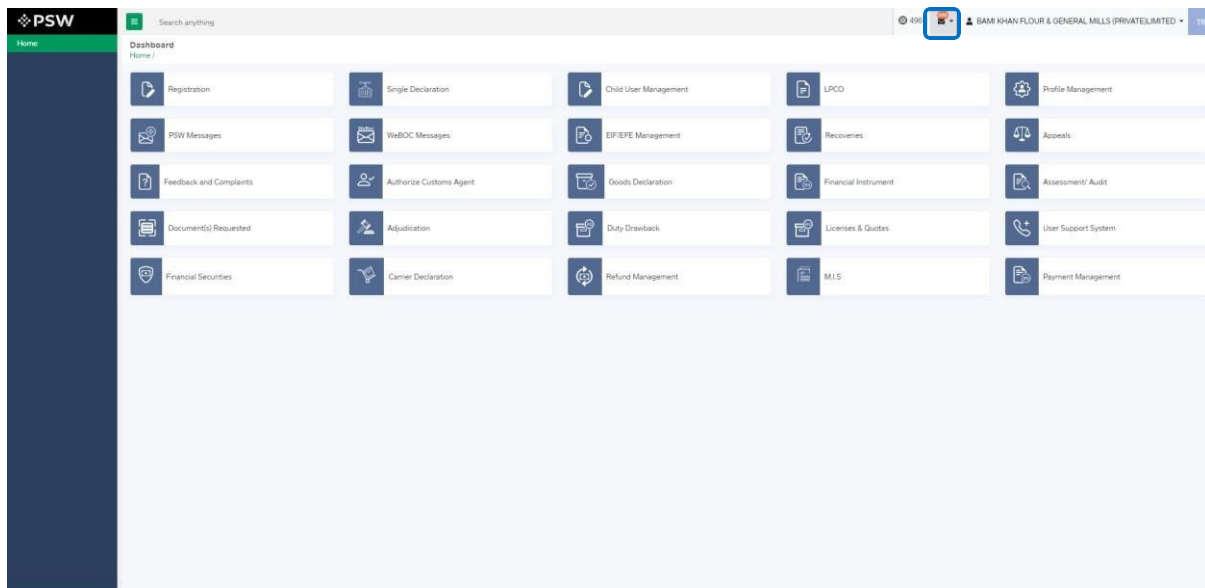 PSW
Search anything
496
BAMI KHAN FLOUR & GENERAL MILLS (PRIVATE)LIMITED
TR
Home
Dashboard
Home /
Registration
Single Declaration
Child User Management
LPCO
Profile Management
PSW Messages
WeBOC Messages
EIF/EFE Management
Recoveries
Appeals
Feedback and Complaints
Authorize Customs Agent
Goods Declaration
Financial Instrument
Assessment/ Audit
Document(s) Requested
Adjudication
Duty Drawback
Licenses & Quotas
User Support System
Financial Securities
Carrier Declaration
Refund Management
M.I.S
Payment Management